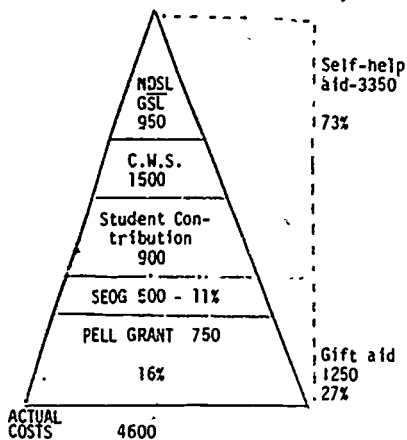 NDSL
GSL
950
C.W.S.
1500
Student Con-
tribution
900
SEOG 500 - 11%
PELL GRANT 750
16%
ACTUAL
COSTS 4600
Self-help
aid-3350
73%
Gift aid
1250
27%